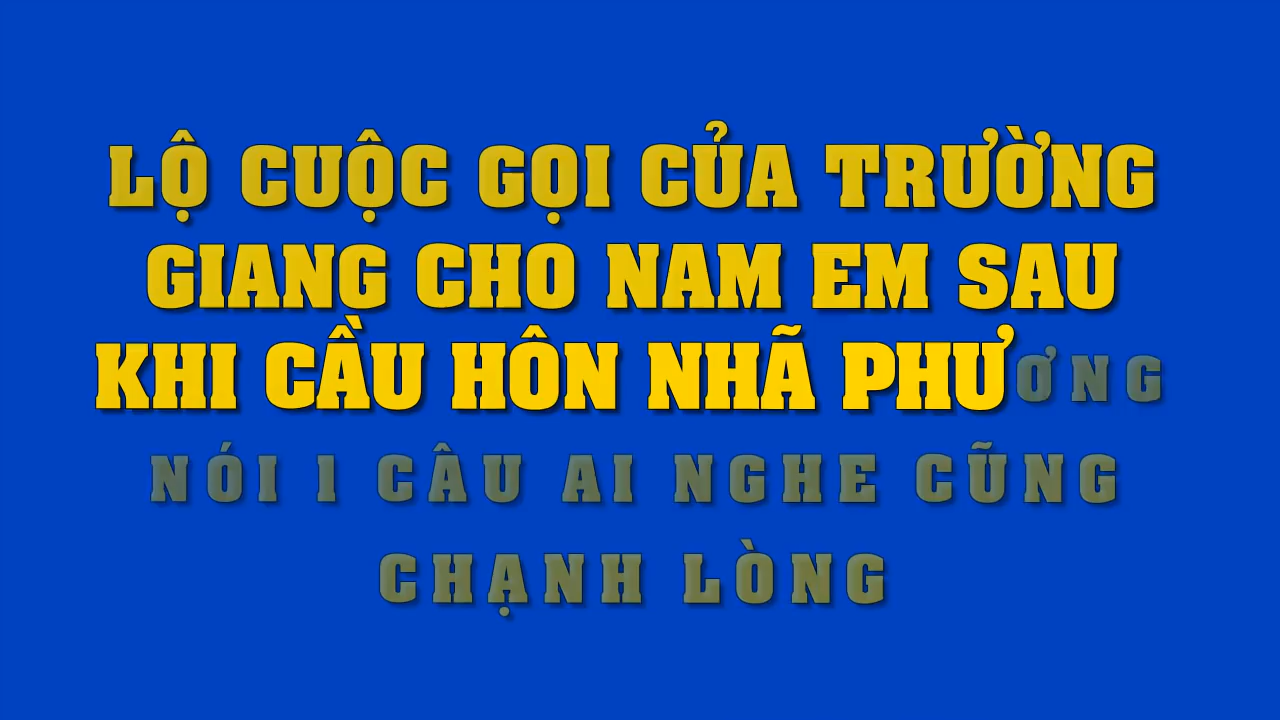 LỘ CUỘC GỌI CỦA TRƯỜNG
GIANG CHO NAM EM SAU
KHI CẦU HÔN NHÃ PHƯƠNG
NÓI 1 CÂU AI NGHE CŨNG
CHẠNH LÒNG